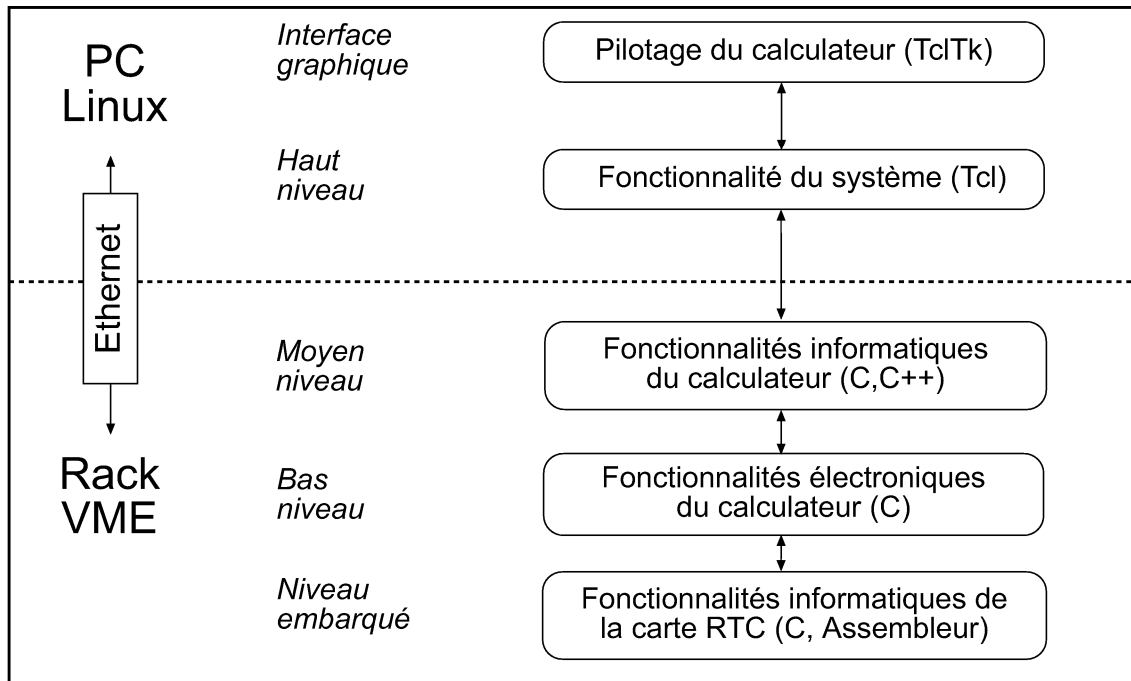 PC
Linux
Interface
graphique
Pilotage du calculateur (TclTk)
Haut
niveau
Fonctionnalité du système (Tcl)
Ethernet
Moyen
niveau
Fonctionnalités informatiques
du calculateur (C,C++)
Rack
VME
Bas
niveau
Fonctionnalités électroniques
du calculateur (C)
Niveau
embarqué
Fonctionnalités informatiques de
la carte RTC (C, Assembleur)